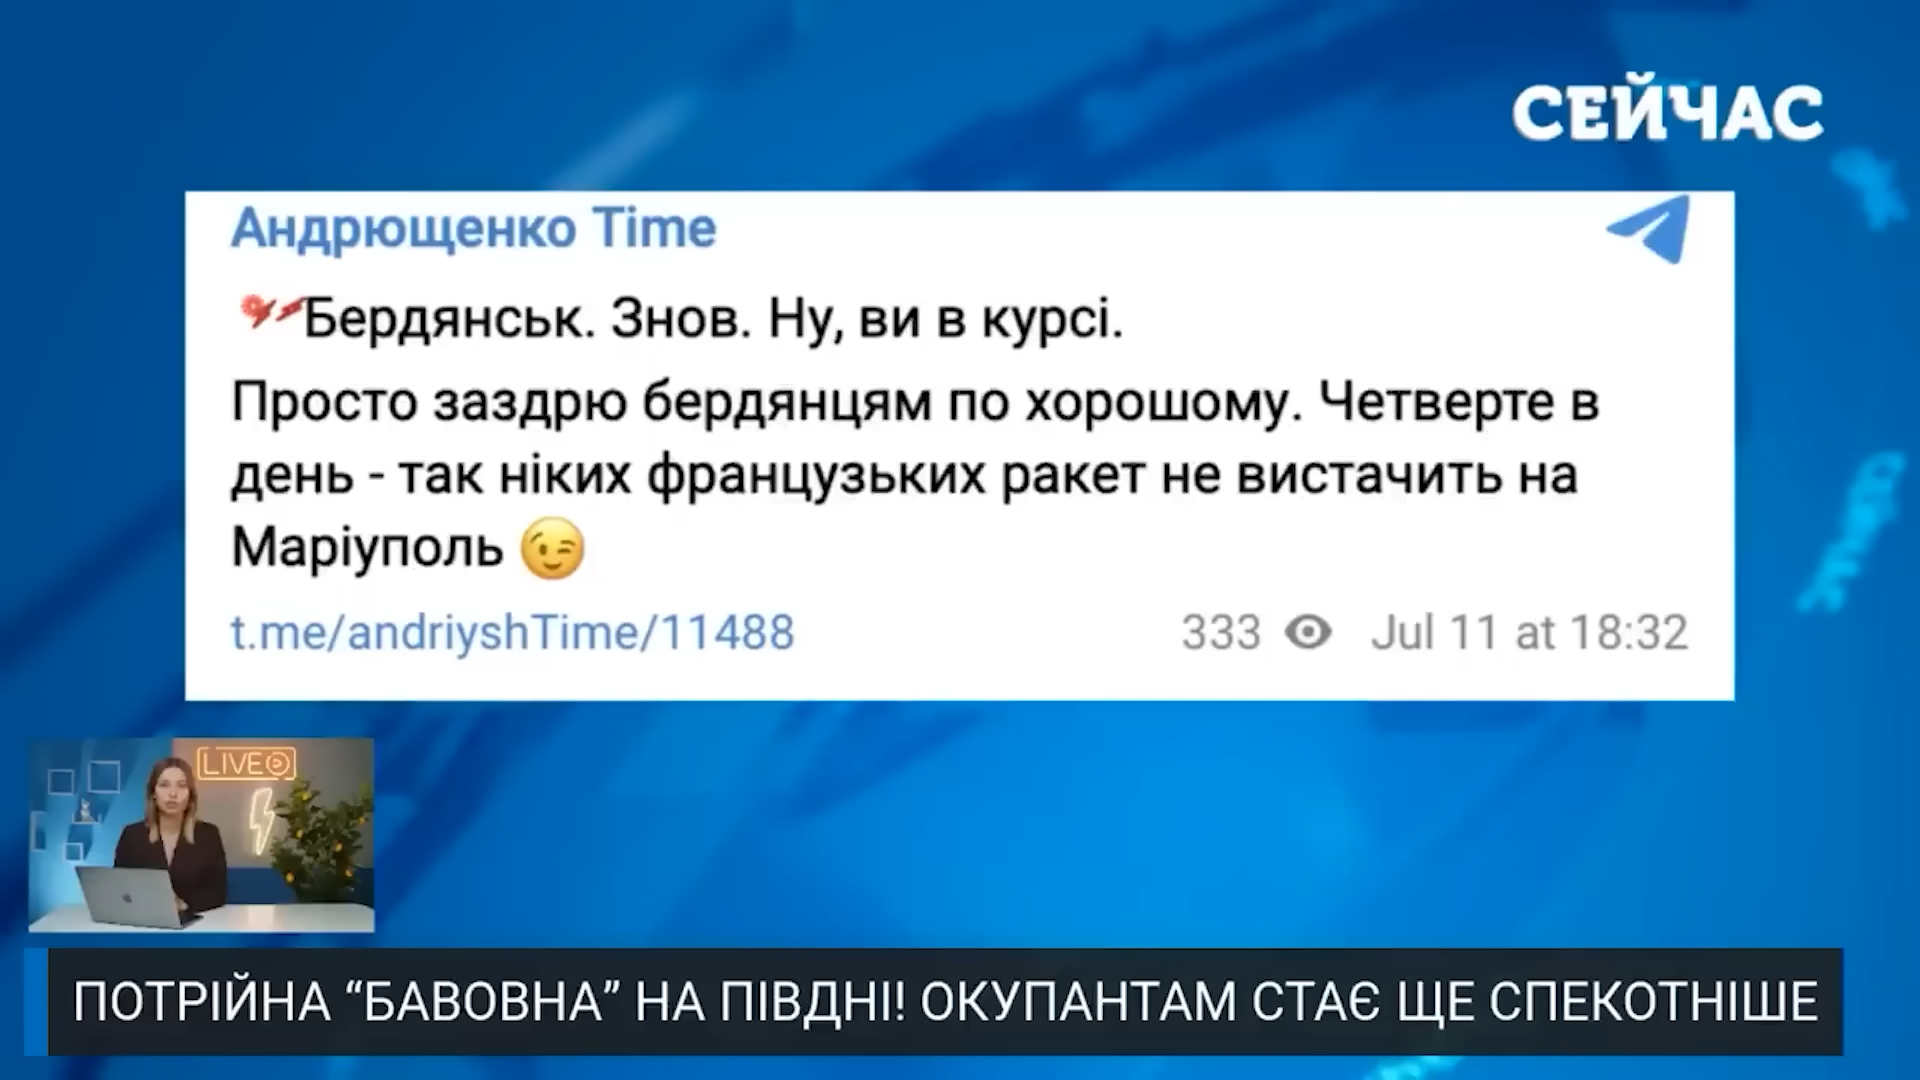 СЕЙЧАС
Андрющенко Time
Бердянськ. Знов. Ну, ви в курсі.
Просто заздрю бердянцям по хорошому. Четверте в
день - так ніких французьких ракет не вистачить на
Маріуполь 😉
t.me/andriyshTime/11488
333 Jul 11 at 18:32
LIVE
ПОТРІЙНА “БАВОВНА” НА ПІВДНІ! ОКУПАНТАМ СТАЄ ЩЕ СПЕКОТНІШЕ